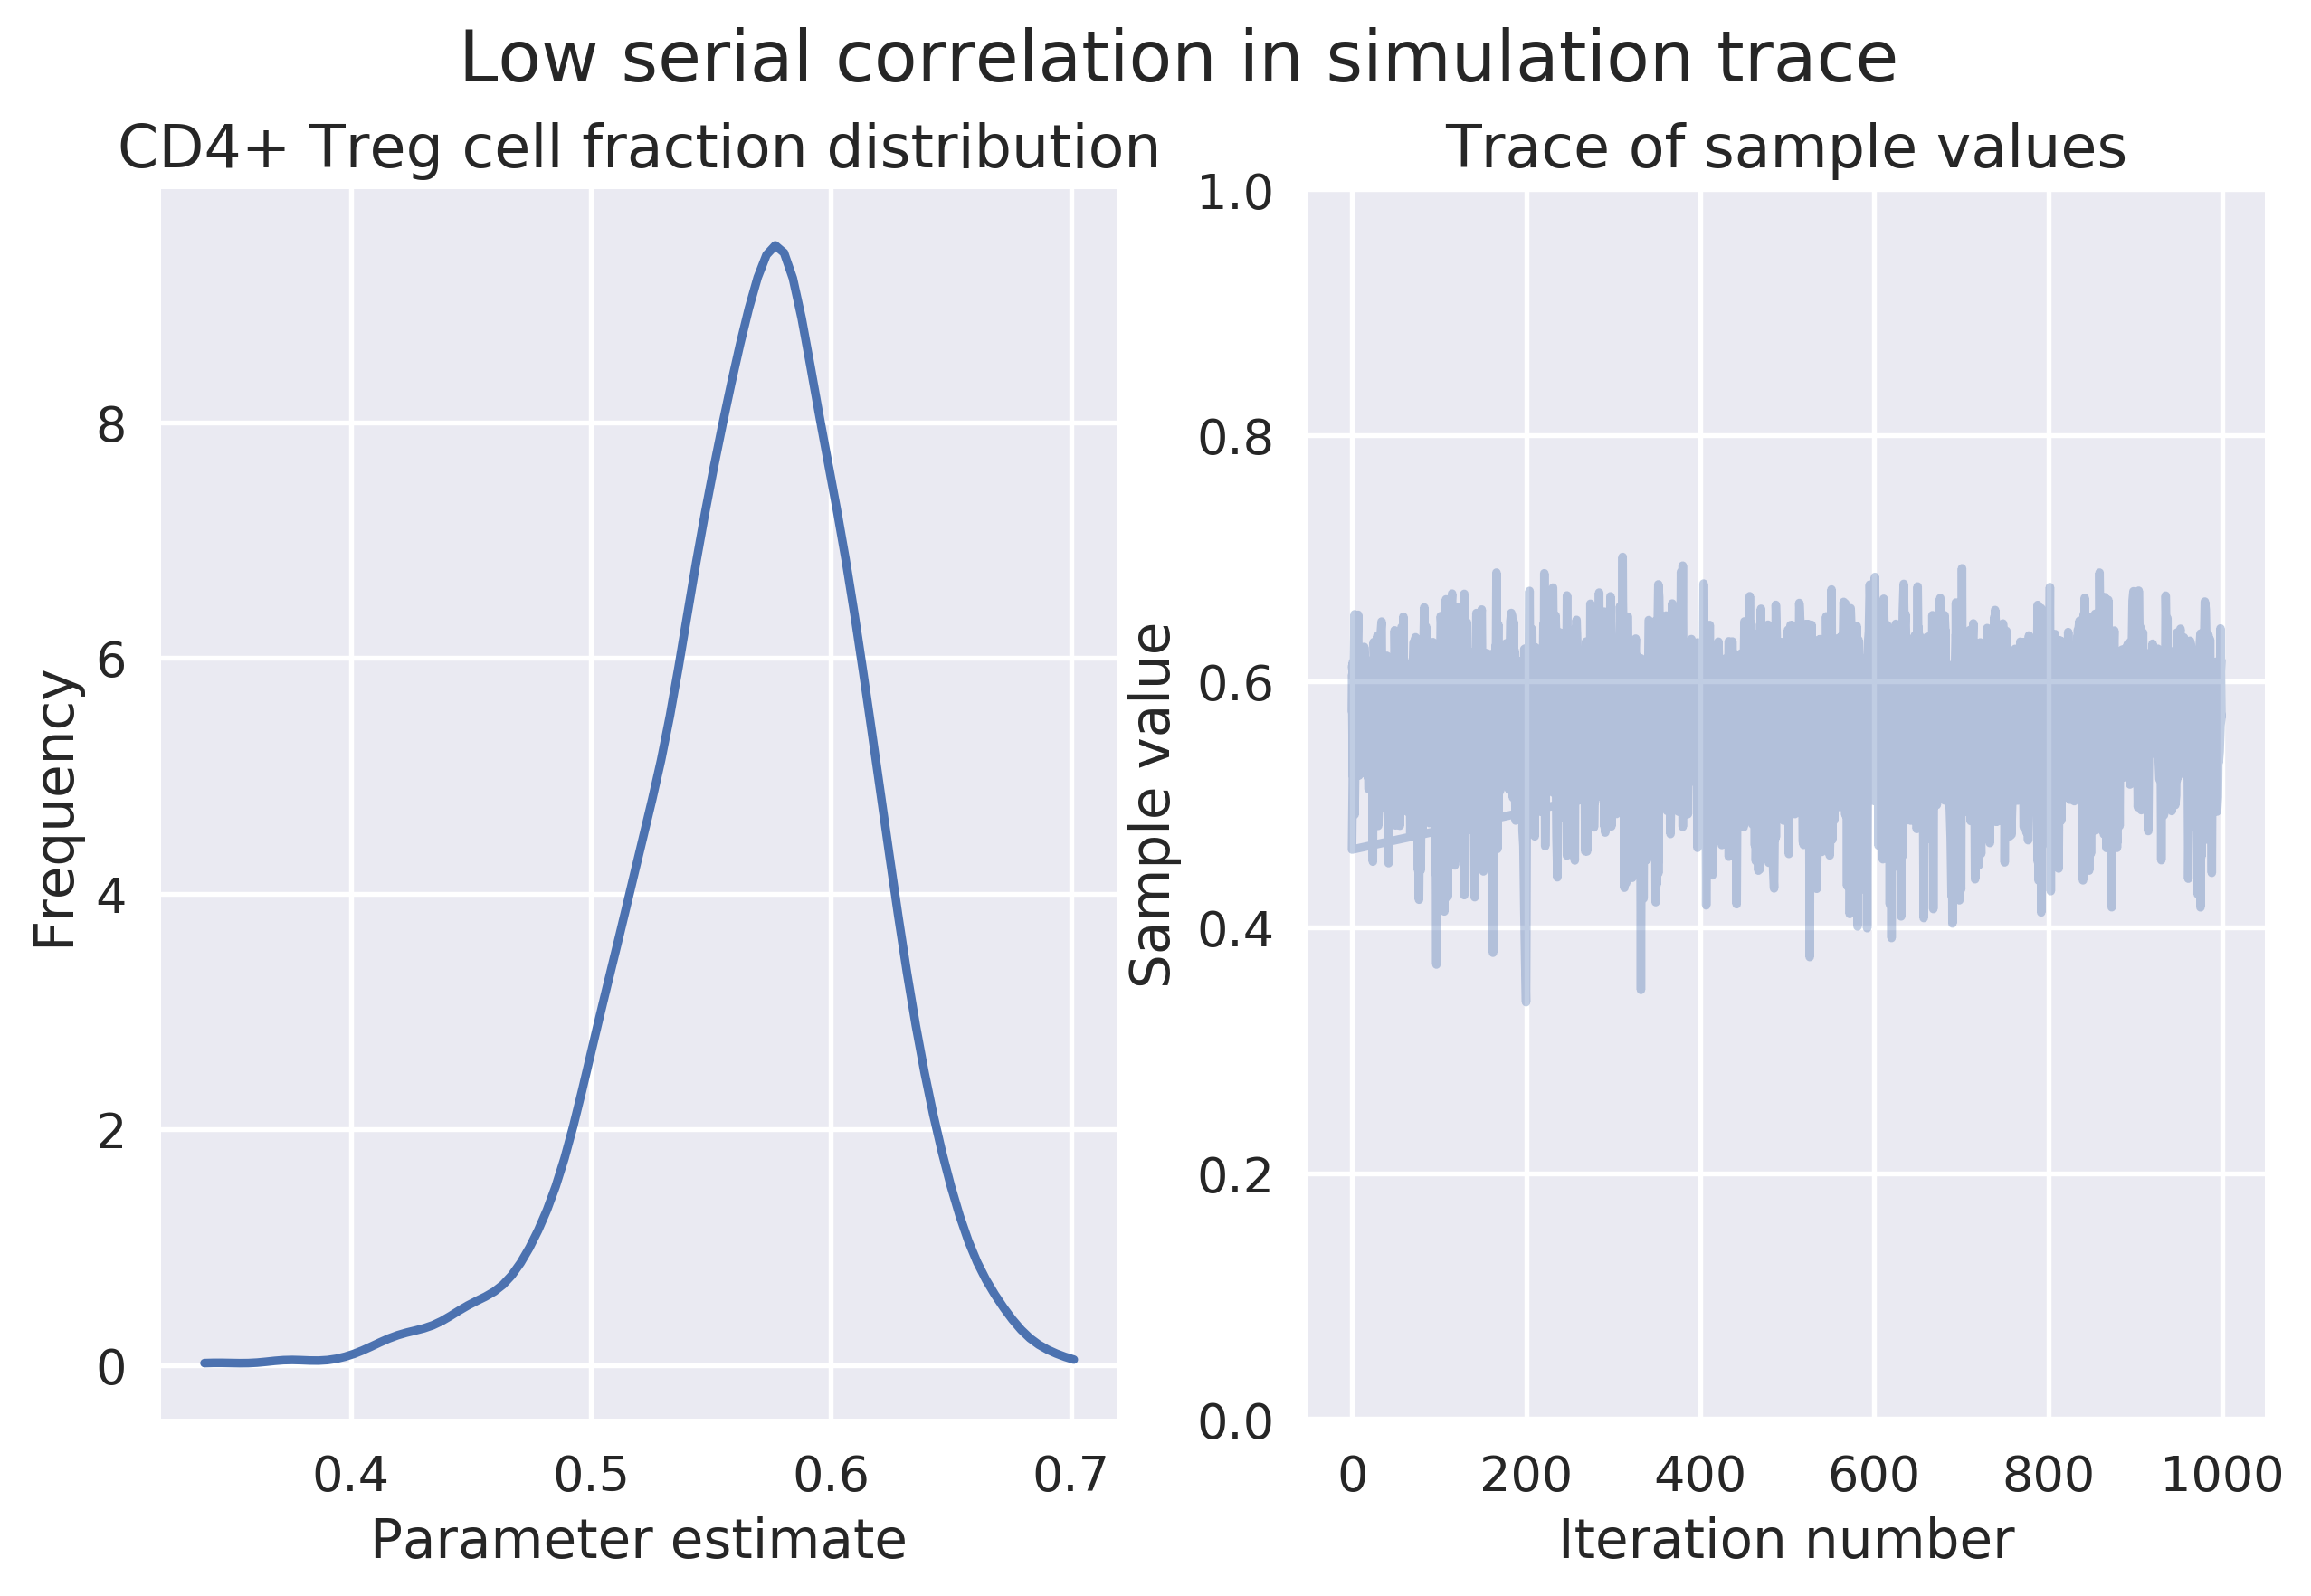 Low serial correlation in simulation trace
CD4+ Treg cell fraction distribution
Frequency
8
6
4
2
0
0.4 0.5 0.6 0.7
Parameter estimate
Trace of sample values
Sample value
1.0
0.8
0.6
0.4
0.2
0.0
0 200 400 600 800 1000
Iteration number